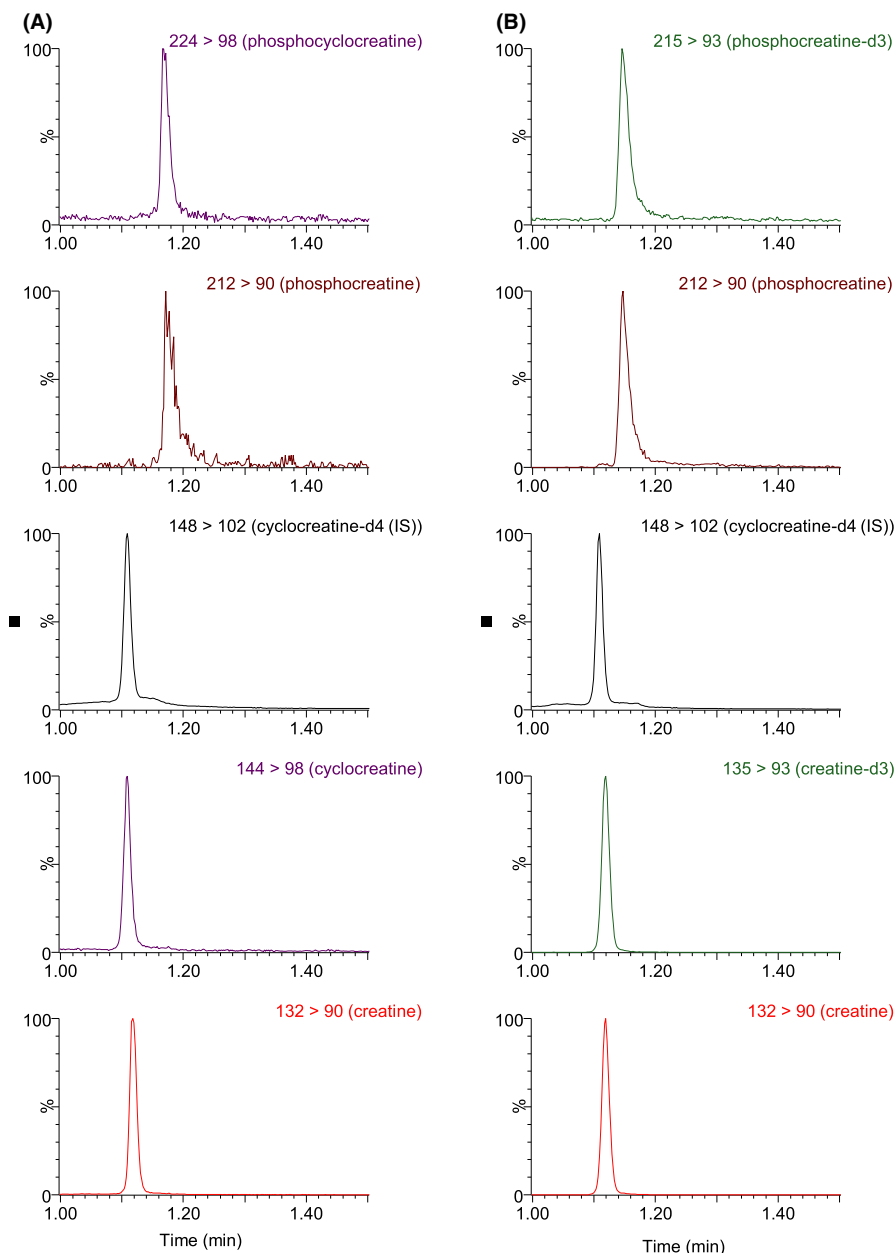 (A)
224 > 98 (phosphocyclocreatine)
100
%
0
1.00 1.20 1.40
212 > 90 (phosphocreatine)
100
%
0
1.00 1.20 1.40
148 > 102 (cyclocreatine-d4 (IS))
100
%
0
1.00 1.20 1.40
144 > 98 (cyclocreatine)
100
%
0
1.00 1.20 1.40
132 > 90 (creatine)
100
%
0
1.00 1.20 1.40
Time (min)
(B)
215 > 93 (phosphocreatine-d3)
100
%
0
1.00 1.20 1.40
212 > 90 (phosphocreatine)
100
%
0
1.00 1.20 1.40
148 > 102 (cyclocreatine-d4 (IS))
100
%
0
1.00 1.20 1.40
135 > 93 (creatine-d3)
100
%
0
1.00 1.20 1.40
132 > 90 (creatine)
100
%
0
1.00 1.20 1.40
Time (min)